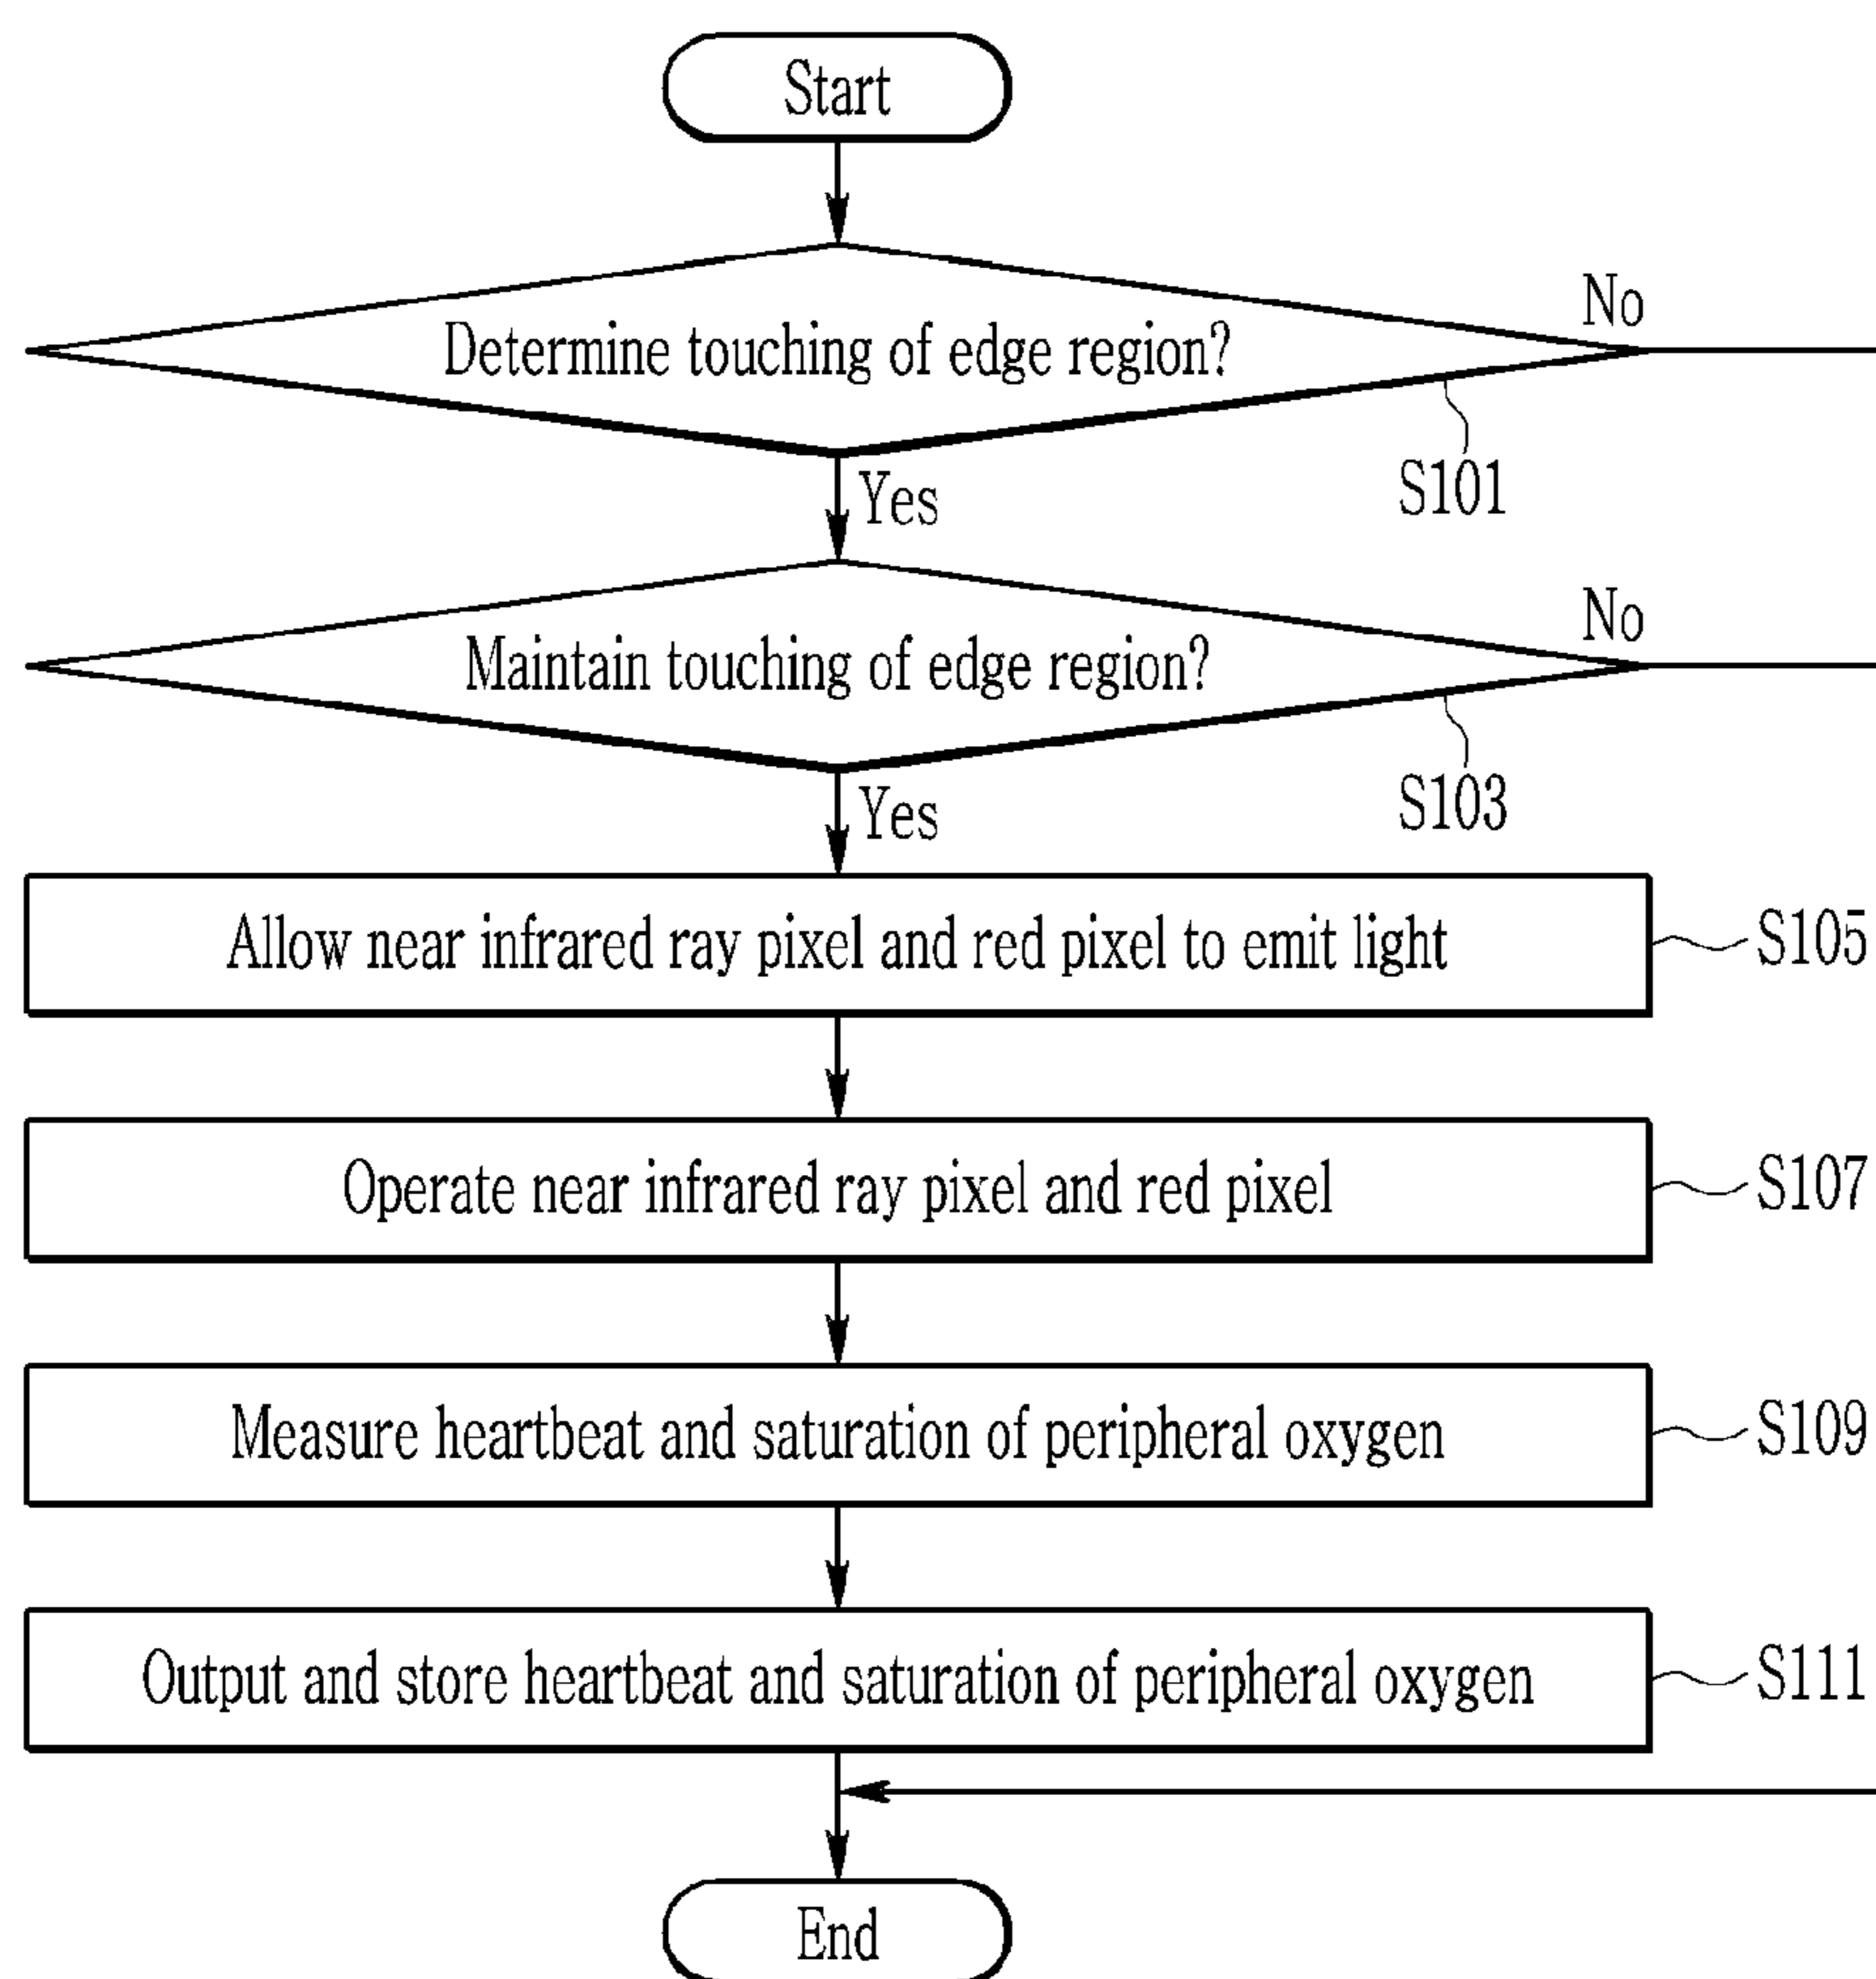 Start
No
Determine touching of edge region?
S101
Yes
No
Maintain touching of edge region?
S103
Yes
Allow near infrared ray pixel and red pixel to emit light
S105
Operate near infrared ray pixel and red pixel
S107
Measure heartbeat and saturation of peripheral oxygen
S109
Output and store heartbeat and saturation of peripheral oxygen
S111
End